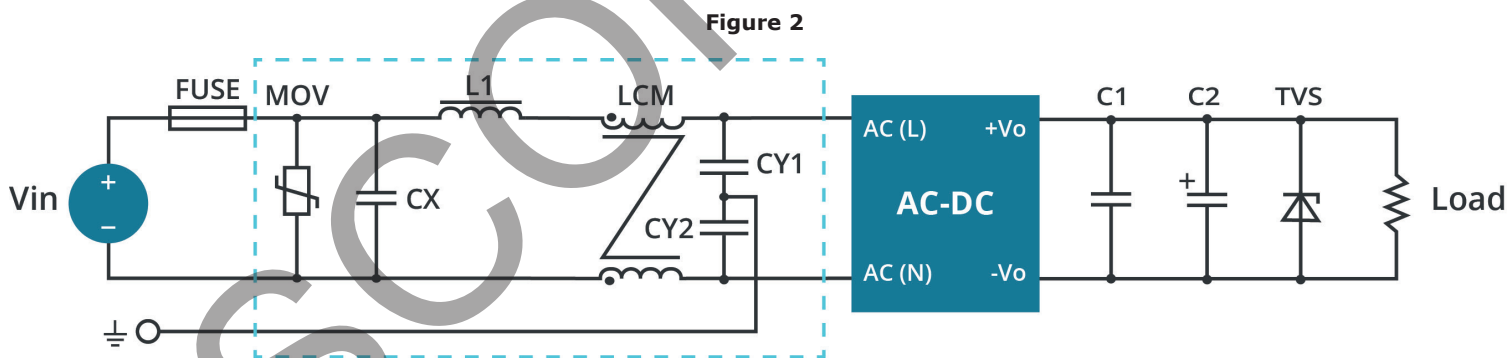 Figure 2
FUSE
MOV
L1
LCM
C1
C2
TVS
AC (L)
+Vo
CY1
+
Vin
CX
AC-DC
+
Load
−
CY2
AC (N)
-Vo